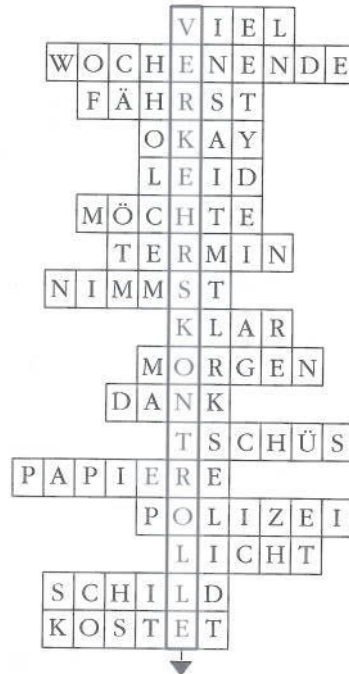 VIEL
WOCHENENDE
FÄHRST
OKAY
LEID
MÖCHTE
TERMIN
NIMMST
KLAR
MORGEN
DANK
TSCHÜS
PAPIERE
POLIZEI
LICHT
SCHILD
KOSTET